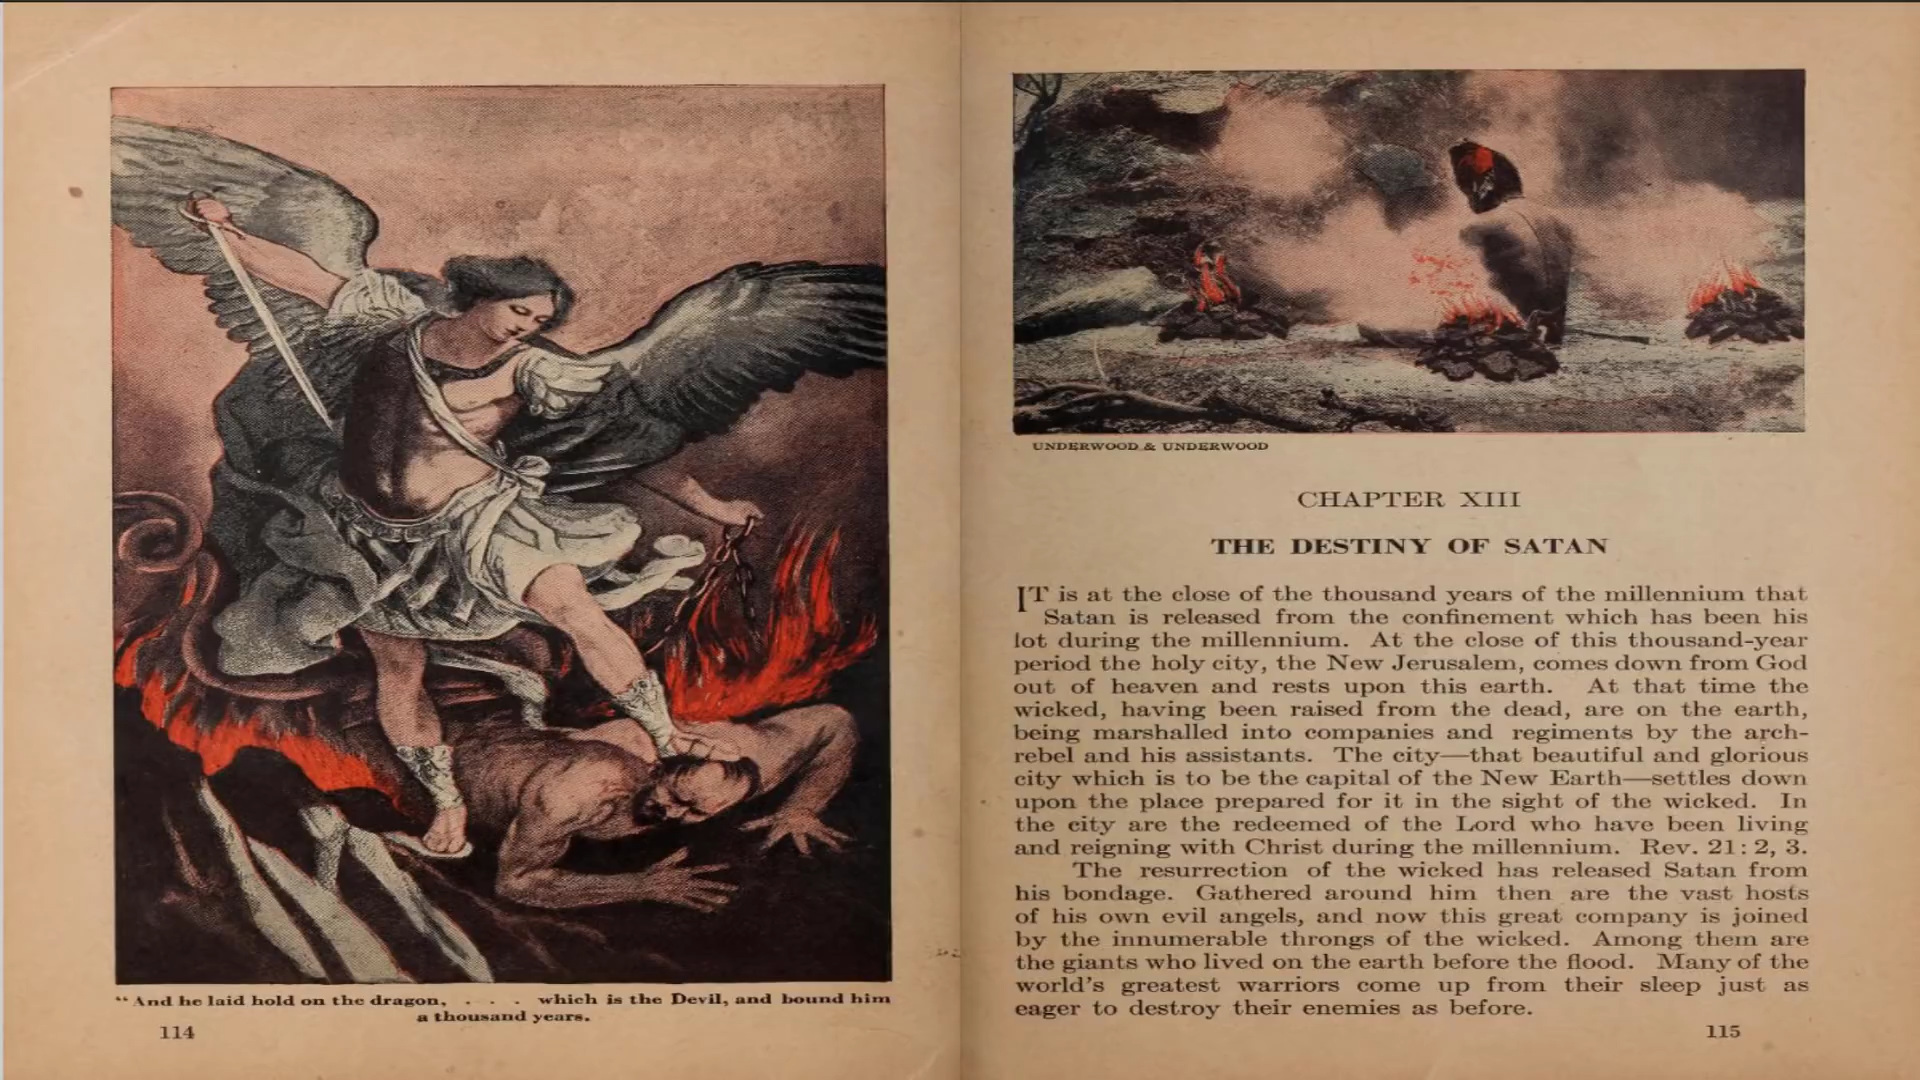 "And he laid hold on the dragon, . . . which is the Devil, and bound him
a thousand years.
114
UNDERWOOD & UNDERWOOD
CHAPTER XIII
THE DESTINY OF SATAN
IT is at the close of the thousand years of the millennium that
Satan is released from the confinement which has been his
lot during the millennium. At the close of this thousand-year
period the holy city, the New Jerusalem, comes down from God
out of heaven and rests upon this earth. At that time the
wicked, having been raised from the dead, are on the earth,
being marshalled into companies and regiments by the arch-
rebel and his assistants. The city—that beautiful and glorious
city which is to be the capital of the New Earth—settles down
upon the place prepared for it in the sight of the wicked. In
the city are the redeemed of the Lord who have been living
and reigning with Christ during the millennium. Rev. 21: 2, 3.
The resurrection of the wicked has released Satan from
his bondage. Gathered around him then are the vast hosts
of his own evil angels, and now this great company is joined
by the innumerable throngs of the wicked. Among them are
the giants who lived on the earth before the flood. Many of the
world's greatest warriors come up from their sleep just as
eager to destroy their enemies as before.
115